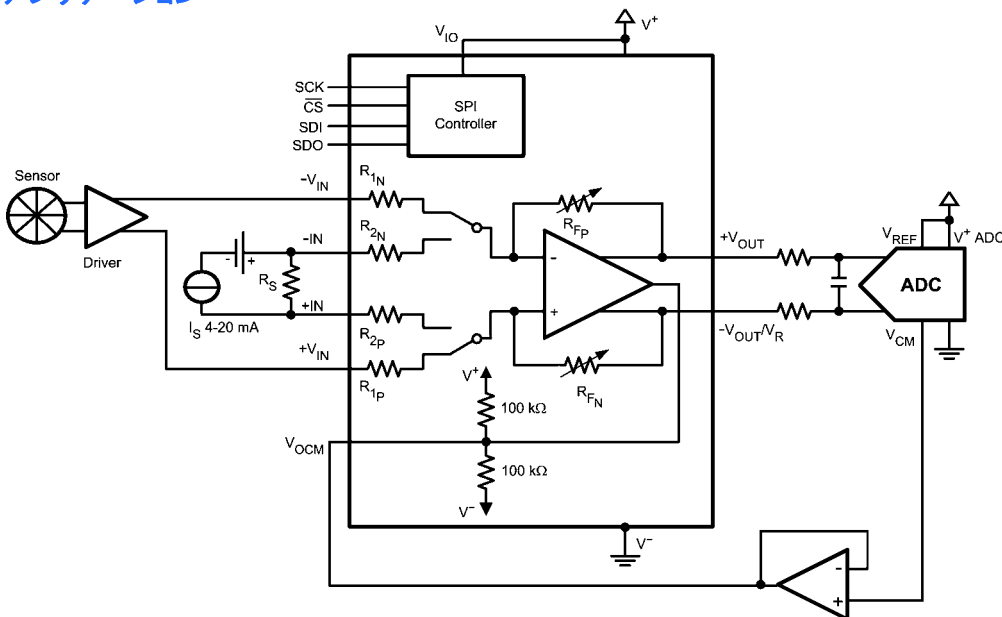 V+
VIO
SCK
CS
SDI
SDO
SPI
Controller
Sensor
Driver
-VIN
R1N
-IN
R2N
RS
+IN
IS 4-20 mA
R2P
+VIN
R1P
RFP
-
+
RFN
V+
100 kΩ
VOCM
100 kΩ
V−
V−
+VOUT
−VOUT/VR
VREF
V+ ADC
ADC
VCM
-
+
- +